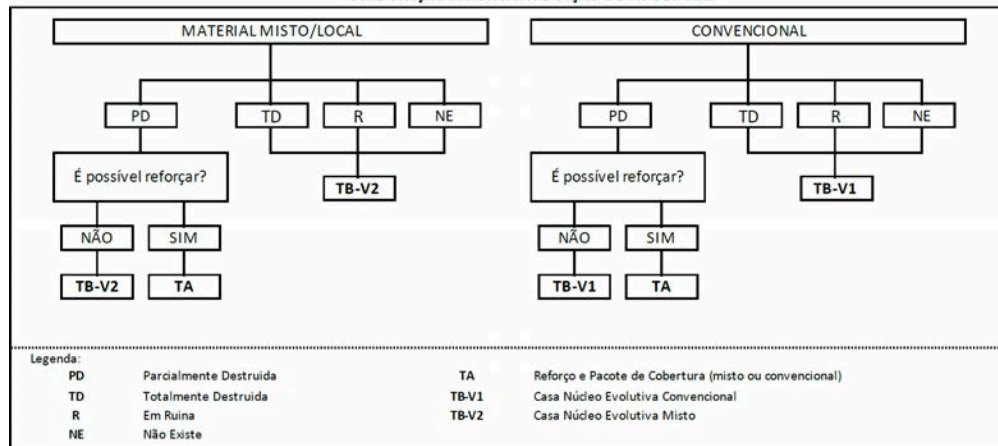 MATERIAL MISTO/LOCAL
PD TD R NE
É possível reforçar?
TB-V2
NÃO SIM
TB-V2 TA
CONVENCIONAL
PD TD R NE
É possível reforçar?
TB-V1
NÃO SIM
TB-V1 TA
Legenda:
PD Parcialmente Destruida
TD Totalmente Destruida
R Em Ruina
NE Não Existe
TA Reforço e Pacote de Cobertura (misto ou convencional)
TB-V1 Casa Núcleo Evolutiva Convencional
TB-V2 Casa Núcleo Evolutiva Misto